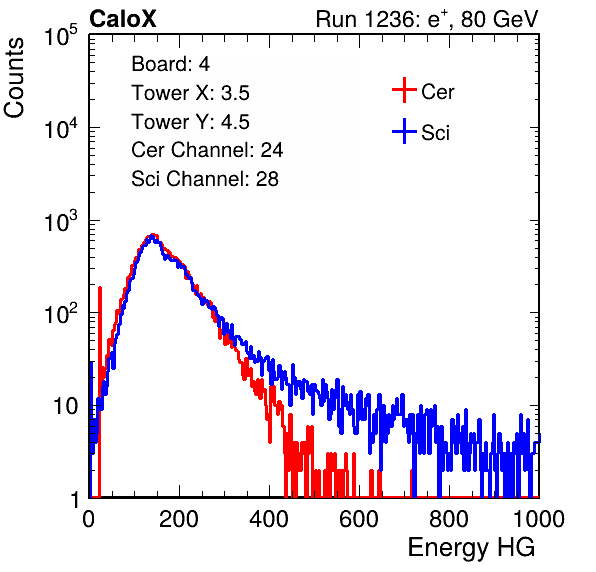 CaloX Run 1236: e⁺, 80 GeV
Counts
10⁵
10⁴
10³
10²
10
1
Board: 4
Tower X: 3.5
Tower Y: 4.5
Cer Channel: 24
Sci Channel: 28
Cer
Sci
0 200 400 600 800 1000
Energy HG